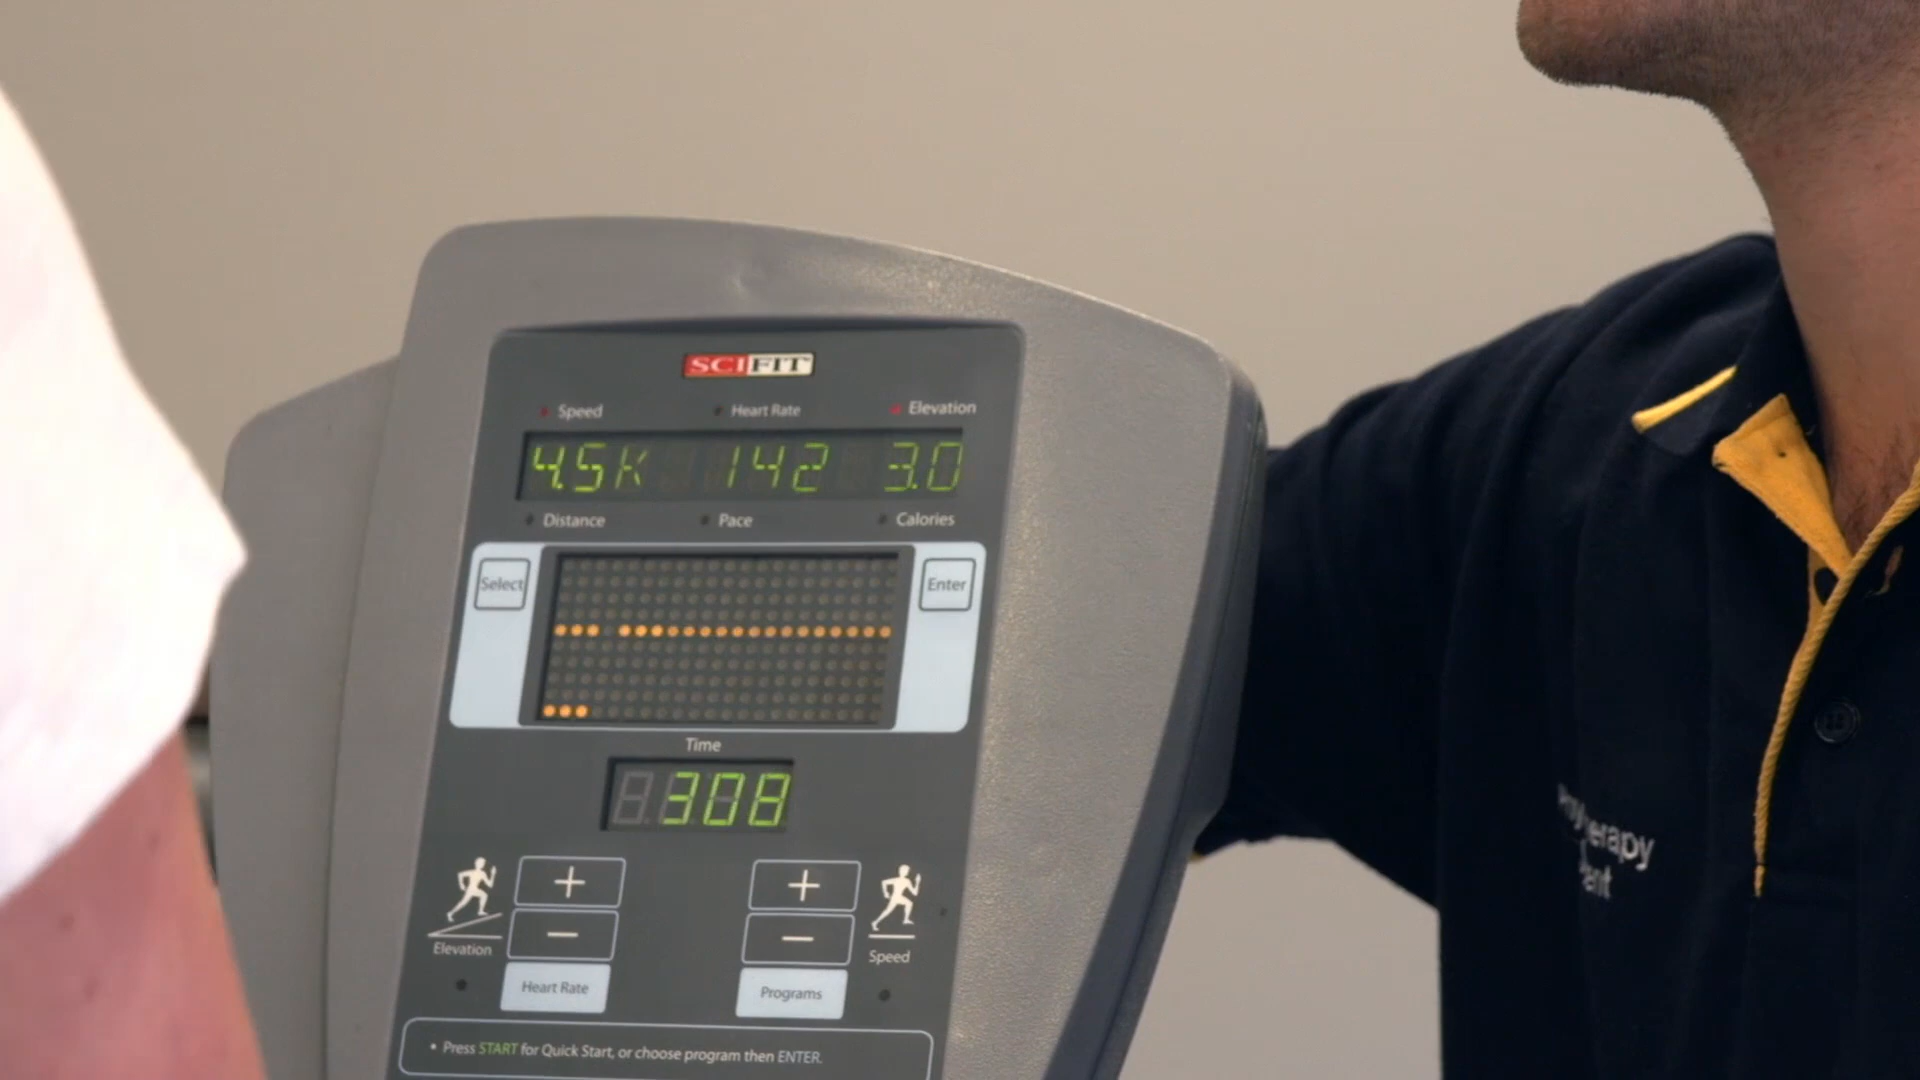 SCIFIT
Speed Heart Rate Elevation
4.5K 142 3.0
Distance Pace Calories
Select Enter
Time
308
+ +
− −
Elevation Speed
Heart Rate Programs
• Press START for Quick Start, or choose program then ENTER.